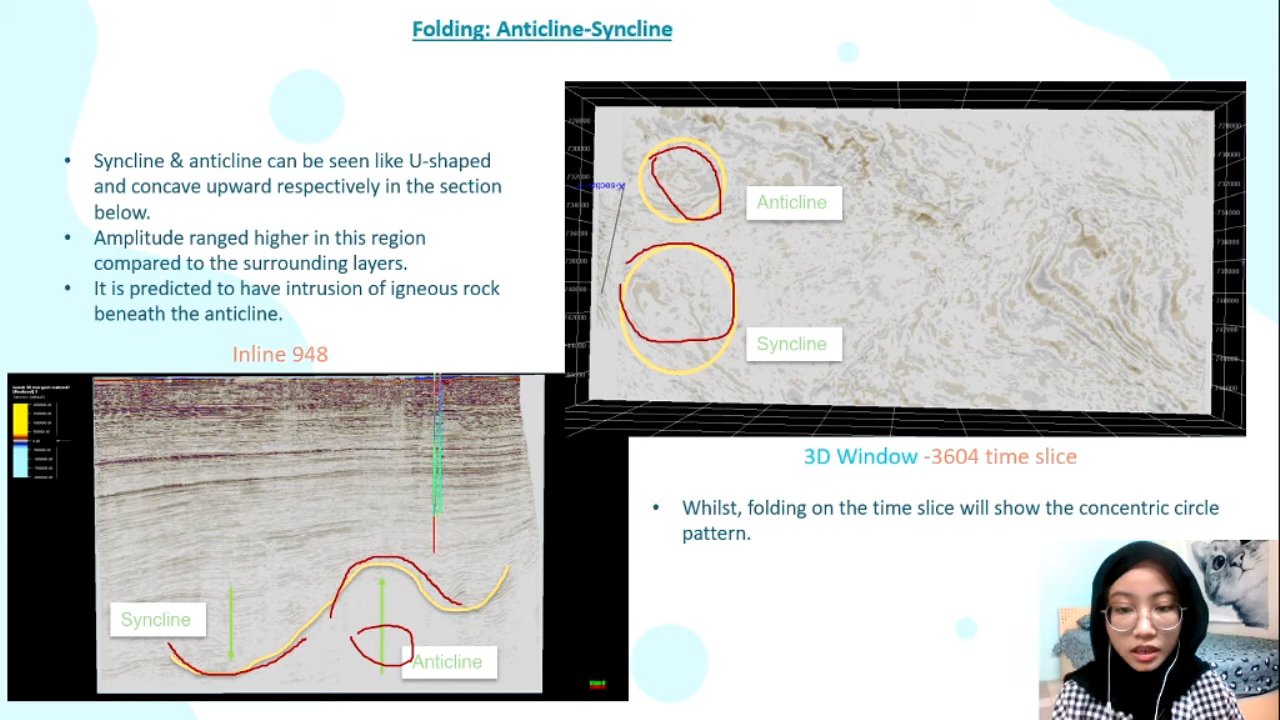 Folding: Anticline-Syncline
• Syncline & anticline can be seen like U-shaped
and concave upward respectively in the section
below.
• Amplitude ranged higher in this region
compared to the surrounding layers.
• It is predicted to have intrusion of igneous rock
beneath the anticline.
Inline 948
Syncline
Anticline
Anticline
Syncline
3D Window -3604 time slice
• Whilst, folding on the time slice will show the concentric circle
pattern.